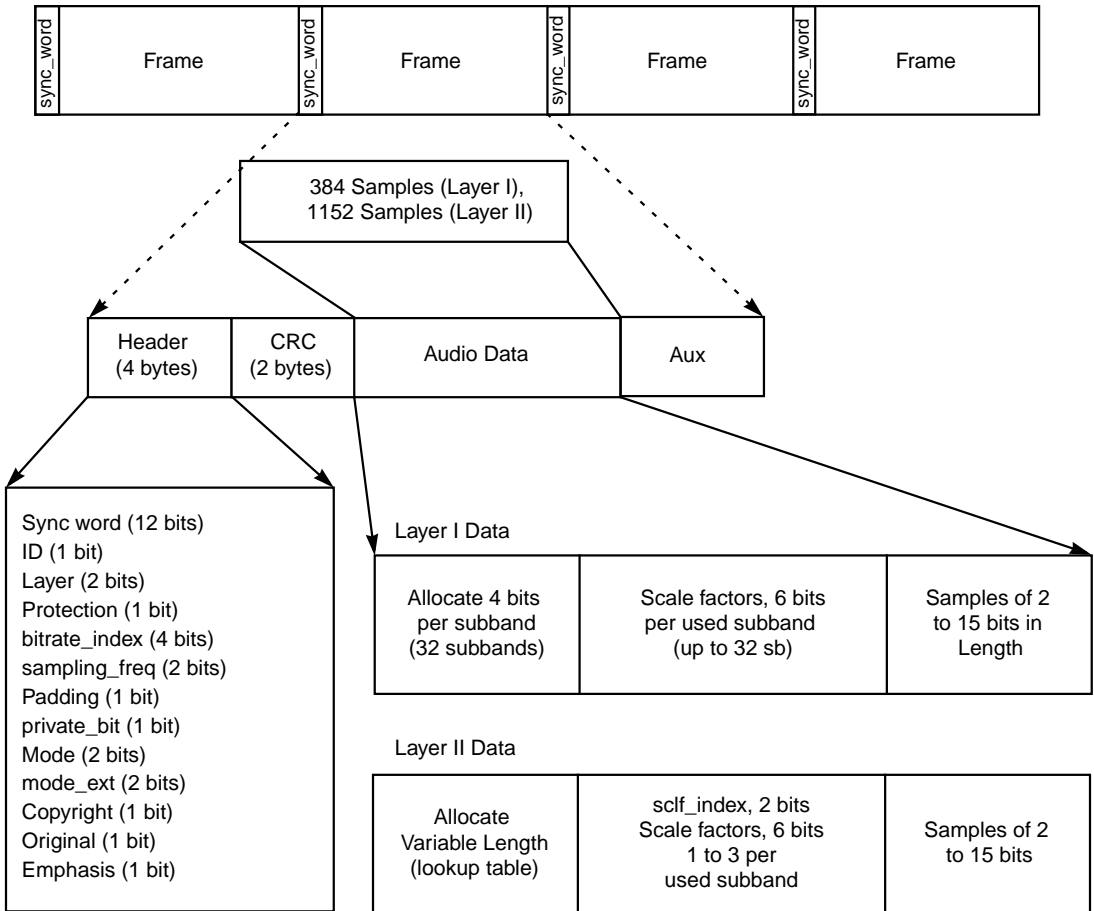 sync_word
Frame
sync_word
Frame
sync_word
Frame
sync_word
Frame
384 Samples (Layer I),
1152 Samples (Layer II)
Header
(4 bytes)
CRC
(2 bytes)
Audio Data
Aux
Sync word (12 bits)
ID (1 bit)
Layer (2 bits)
Protection (1 bit)
bitrate_index (4 bits)
sampling_freq (2 bits)
Padding (1 bit)
private_bit (1 bit)
Mode (2 bits)
mode_ext (2 bits)
Copyright (1 bit)
Original (1 bit)
Emphasis (1 bit)
Layer I Data
Allocate 4 bits
per subband
(32 subbands)
Scale factors, 6 bits
per used subband
(up to 32 sb)
Samples of 2
to 15 bits in
Length
Layer II Data
Allocate
Variable Length
(lookup table)
sclf_index, 2 bits
Scale factors, 6 bits
1 to 3 per
used subband
Samples of 2
to 15 bits